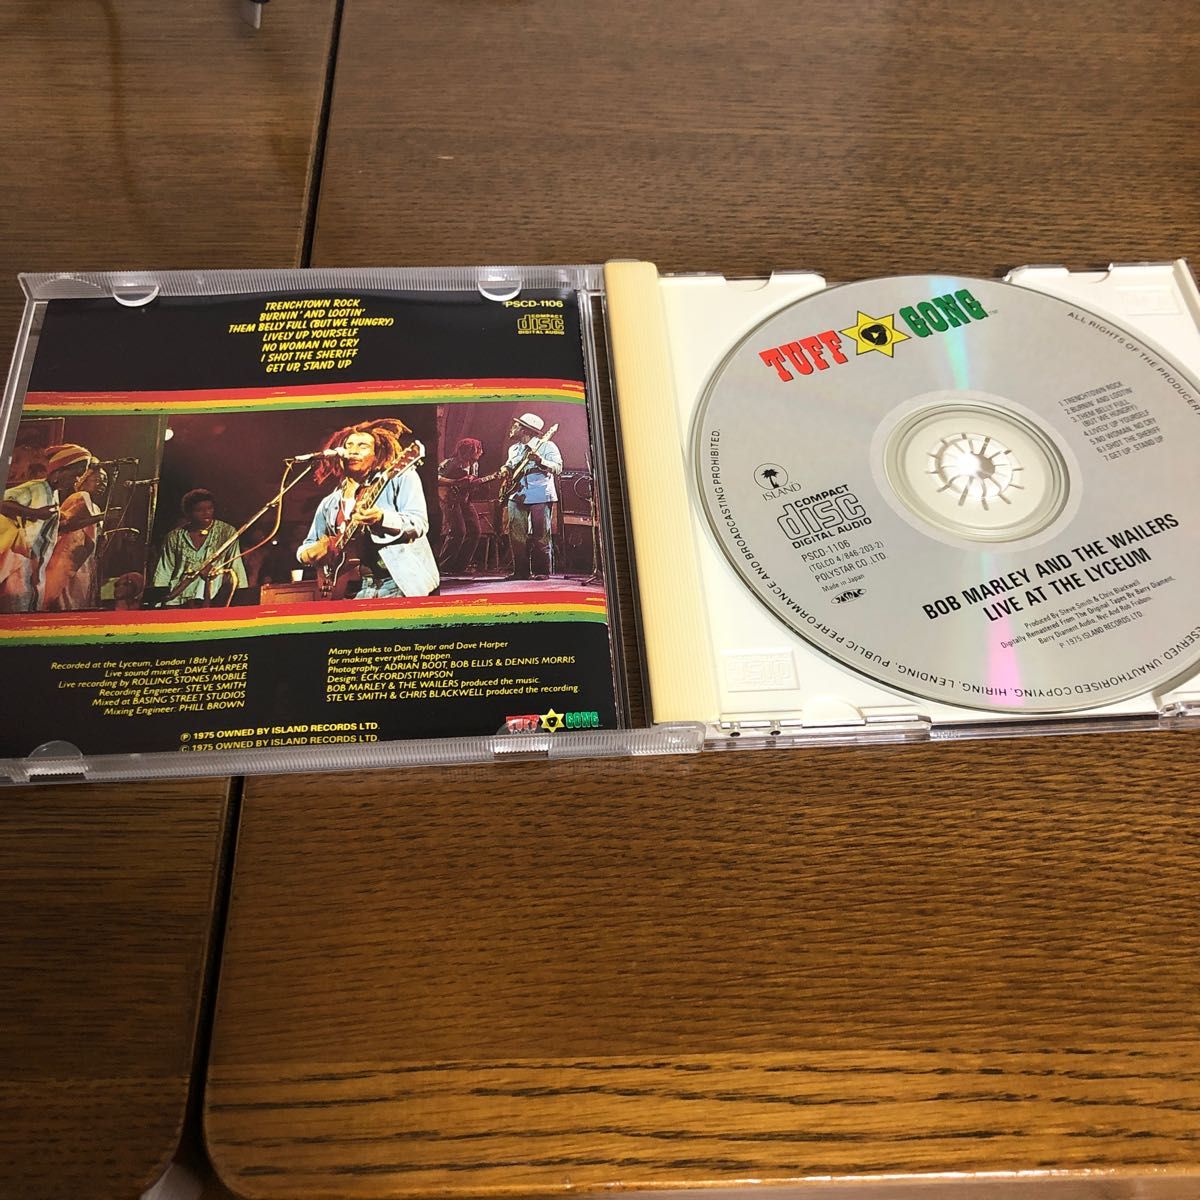 TRENCHTOWN ROCK
BURNIN' AND LOOTIN'
THEM BELLY FULL (BUT WE HUNGRY)
LIVELY UP YOURSELF
NO WOMAN NO CRY
I SHOT THE SHERIFF
GET UP, STAND UP
PSCD-1106
COMPACT
disc
DIGITAL AUDIO
Recorded at the Lyceum, London 18th July 1975
Live sound mixing: DAVE HARPER
Live recording by ROLLING STONES MOBILE
Recording Engineer: STEVE SMITH
Mixed at BASING STREET STUDIOS
Mixing Engineer: PHILL BROWN
Many thanks to Don Taylor and Dave Harper
for making everything happen.
Photography: ADRIAN BOOT, BOB ELLIS & DENNIS MORRIS
Design: ECKFORD/STIMPSON
BOB MARLEY & THE WAILERS produced the music.
STEVE SMITH & CHRIS BLACKWELL produced the recording.
℗ 1975 OWNED BY ISLAND RECORDS LTD.
© 1975 OWNED BY ISLAND RECORDS LTD.
TUFF GONG
TUFF GONG™
ALL RIGHTS OF THE PRODUCER
1.TRENCHTOWN ROCK
2.BURNIN' AND LOOTIN'
3.THEM BELLY FULL
(BUT WE HUNGRY)
4.LIVELY UP YOURSELF
5.NO WOMAN, NO CRY
6.I SHOT THE SHERIFF
7.GET UP, STAND UP
ISLAND
COMPACT
disc
DIGITAL AUDIO
PSCD-1106
(TGLCD 4/846-203-2)
POLYSTAR CO.,LTD.
Made in Japan
BOB MARLEY AND THE WAILERS
LIVE AT THE LYCEUM
Produced By Steve Smith & Chris Blackwell
Digitally Remastered From The Original Tapes By Barry Diament,
Barry Diament Audio, Nyc And Rob Fraboni.
P. 1975 ISLAND RECORDS LTD.
UNAUTHORISED COPYING, HIRING, LENDING, PUBLIC PERFORMANCE AND BROADCASTING PROHIBITED.